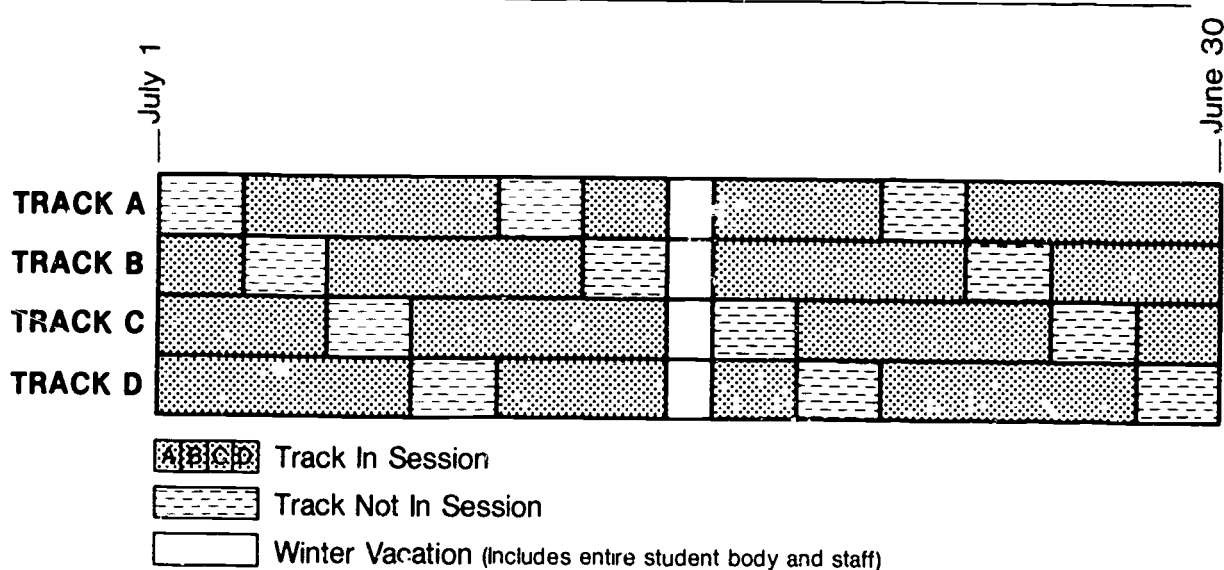 July 1
June 30
TRACK A
TRACK B
TRACK C
TRACK D
A B C D Track In Session
Track Not In Session
Winter Vacation (Includes entire student body and staff)